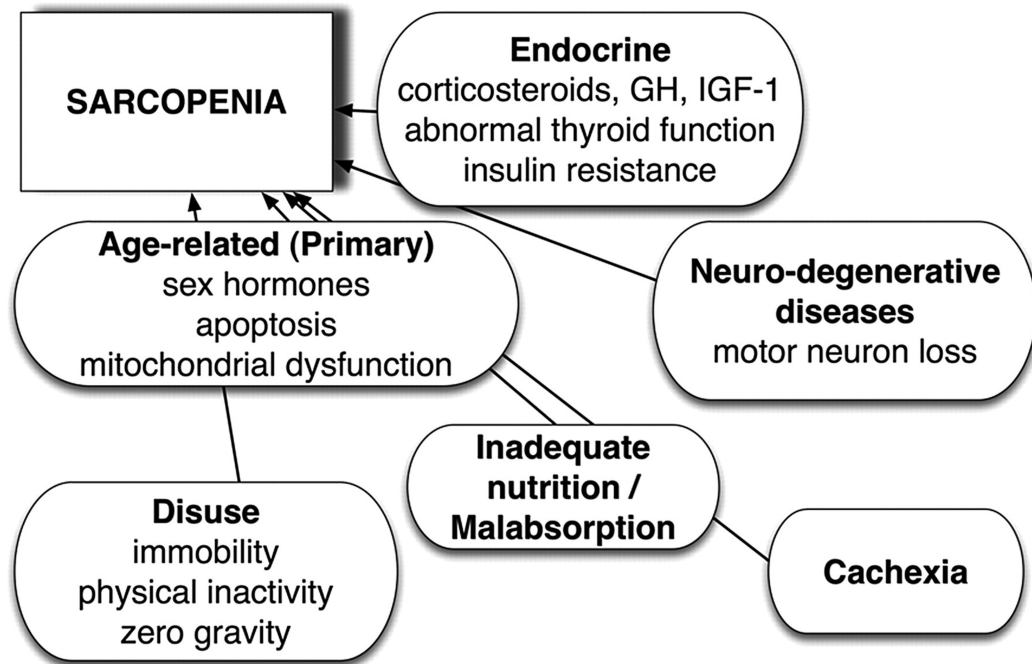 SARCOPENIA
Endocrine
corticosteroids, GH, IGF-1
abnormal thyroid function
insulin resistance
Age-related (Primary)
sex hormones
apoptosis
mitochondrial dysfunction
Neuro-degenerative
diseases
motor neuron loss
Inadequate
nutrition /
Malabsorption
Disuse
immobility
physical inactivity
zero gravity
Cachexia